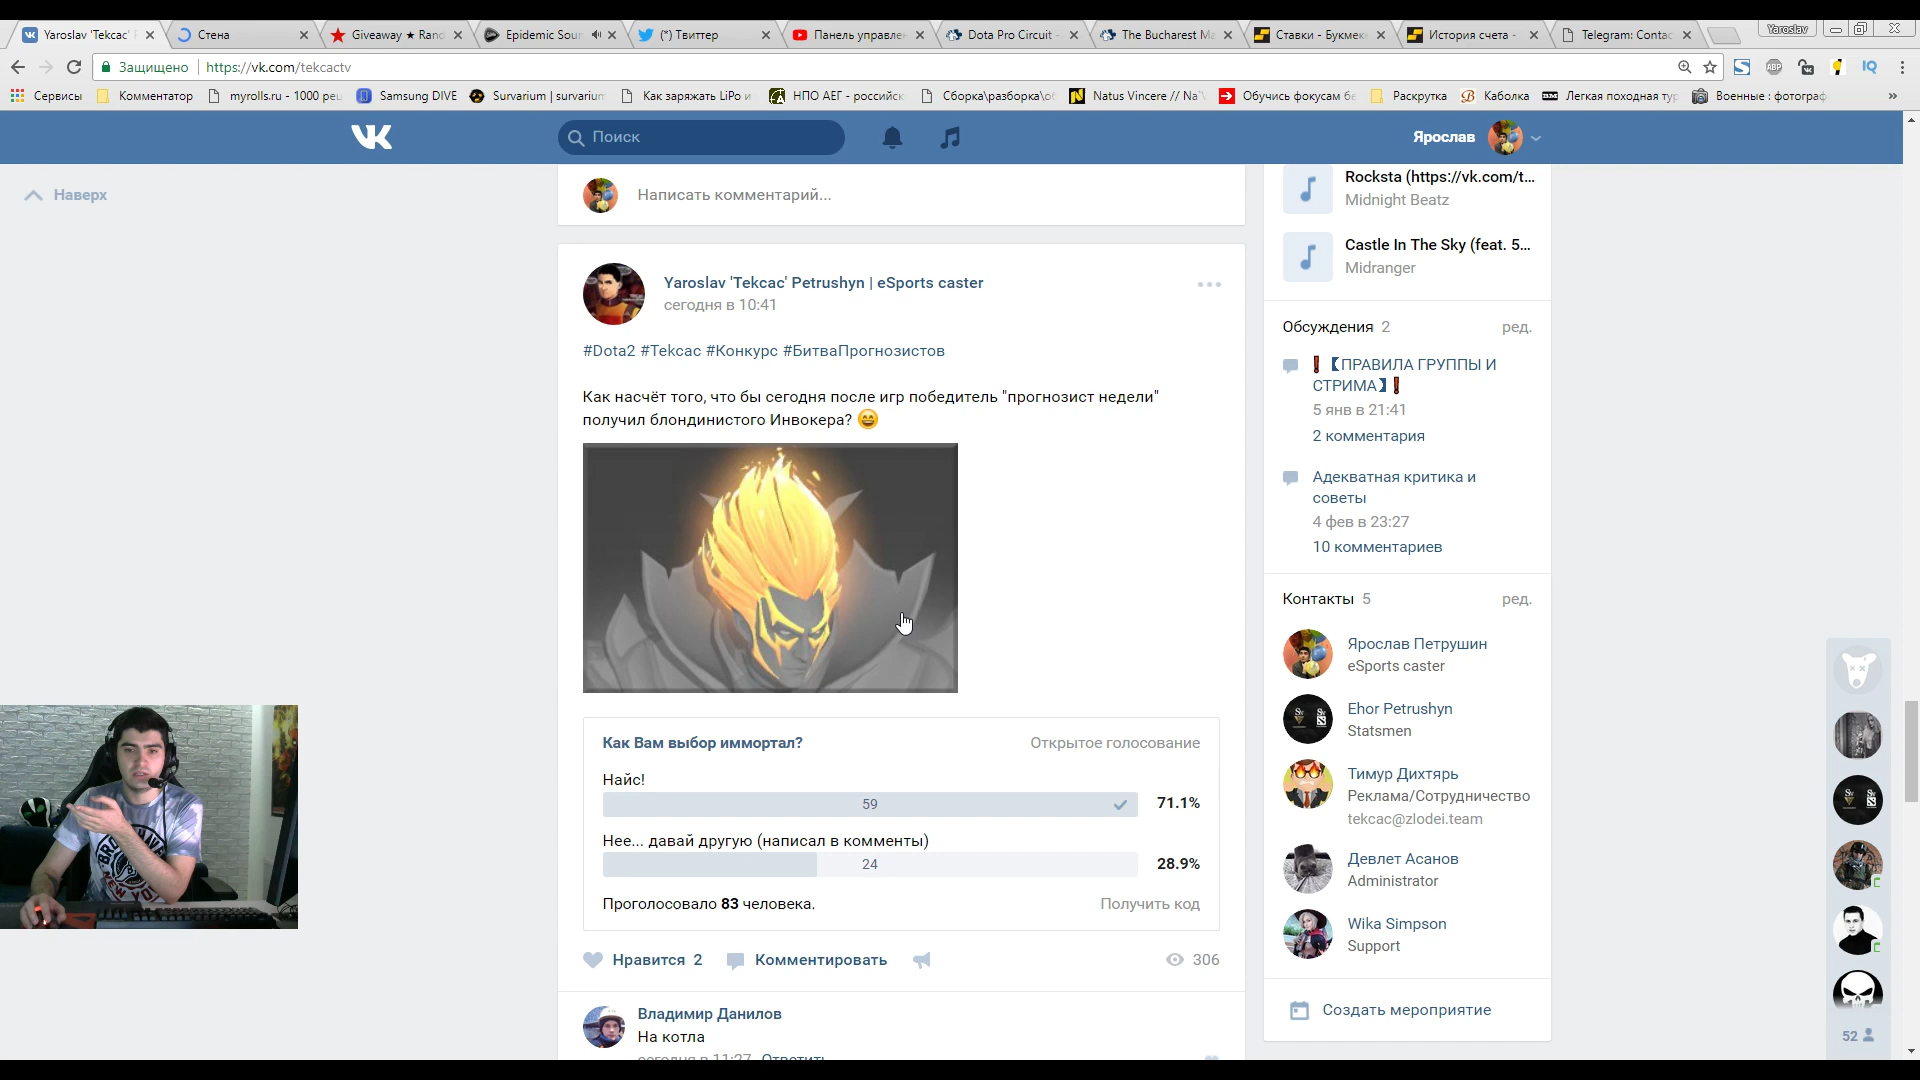 Yaroslav 'Tekcac'
Стена
Giveaway ★ Rand
Epidemic Soun
(*) Твиттер
Панель управлен
Dota Pro Circuit -
The Bucharest Ma
Ставки - Букмек
История счета -
Telegram: Contac
Yaroslav
Защищено
https://vk.com/tekcactv
ABP
IQ
Сервисы
Комментатор
myrolls.ru - 1000 ре
Samsung DIVE
Survarium | survarium
Как заряжать LiPo и
НПО АЕГ - российск
Сборка\разборка\о
Natus Vincere // Na`
Обучись фокусам бе
Раскрутка
Каболка
Легкая походная тур
Военные : фотограф
»
Поиск
Ярослав
Наверх
Написать комментарий...
Rocksta (https://vk.com/t...
Midnight Beatz
Castle In The Sky (feat. 5...
Midranger
Yaroslav 'Tekcac' Petrushyn | eSports caster
сегодня в 10:41
#Dota2 #Tekcac #Конкурс #БитваПрогнозистов
Как насчёт того, что бы сегодня после игр победитель "прогнозист недели"
получил блондинистого Инвокера? 😄
Обсуждения 2
ред.
❗【ПРАВИЛА ГРУППЫ И
СТРИМА】❗
5 янв в 21:41
2 комментария
Адекватная критика и
советы
4 фев в 23:27
10 комментариев
Контакты 5
ред.
Ярослав Петрушин
eSports caster
Ehor Petrushyn
Statsmen
Тимур Дихтярь
Реклама/Сотрудничество
tekcac@zlodei.team
Девлет Асанов
Administrator
Wika Simpson
Support
Создать мероприятие
Как Вам выбор иммортал?
Открытое голосование
Найс!
59
71.1%
Нее... давай другую (написал в комменты)
24
28.9%
Проголосовало 83 человека.
Получить код
Нравится 2
Комментировать
306
Владимир Данилов
На котла
сегодня в 11:27 Ответить
52